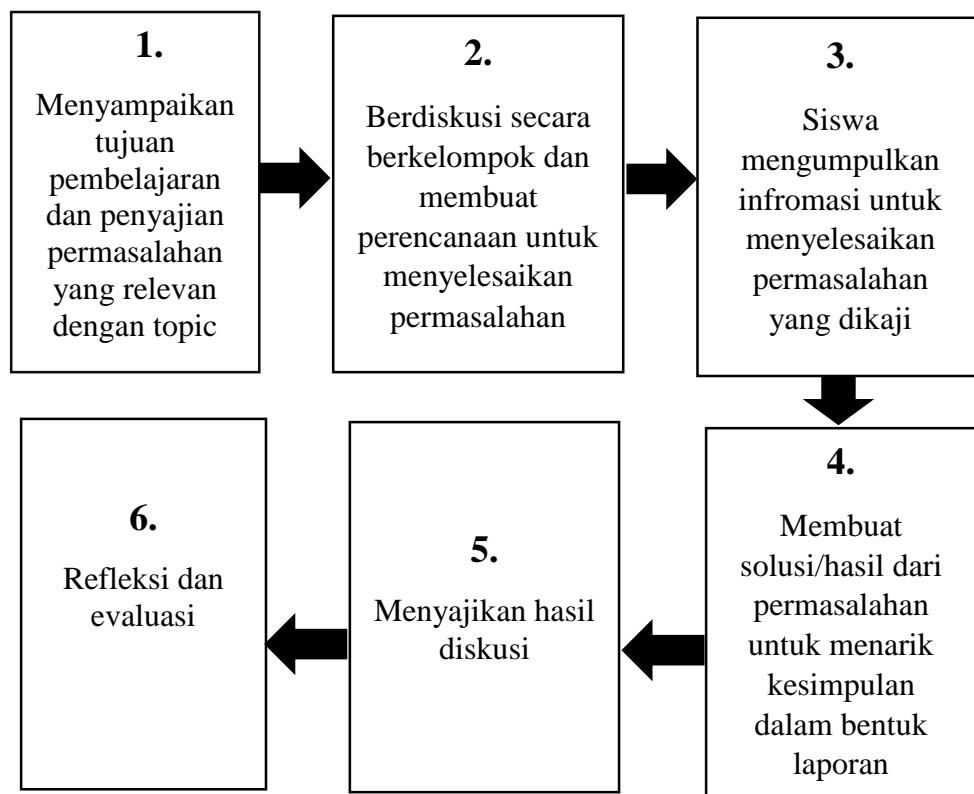 1.
Menyampaikan
tujuan
pembelajaran
dan penyajian
permasalahan
yang relevan
dengan topic
2.
Berdiskusi secara
berkelompok dan
membuat
perencanaan untuk
menyelesaikan
permasalahan
3.
Siswa
mengumpulkan
infromasi untuk
menyelesaikan
permasalahan
yang dikaji
4.
Membuat
solusi/hasil dari
permasalahan
untuk menarik
kesimpulan
dalam bentuk
laporan
5.
Menyajikan hasil
diskusi
6.
Refleksi dan
evaluasi